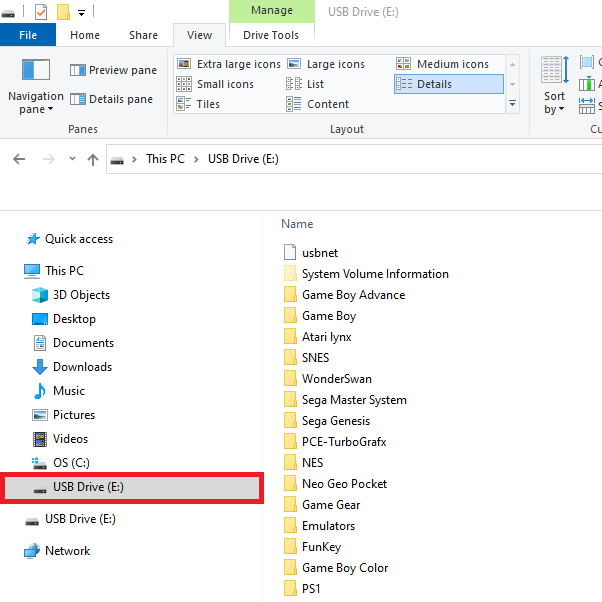 Manage
USB Drive (E:)
File
Home
Share
View
Drive Tools
Navigation
pane
Preview pane
Details pane
Panes
Extra large icons
Large icons
Medium icons
Small icons
List
Details
Tiles
Content
Layout
Sort
by
This PC
USB Drive (E:)
Name
Quick access
This PC
3D Objects
Desktop
Documents
Downloads
Music
Pictures
Videos
OS (C:)
USB Drive (E:)
USB Drive (E:)
Network
usbnet
System Volume Information
Game Boy Advance
Game Boy
Atari lynx
SNES
WonderSwan
Sega Master System
Sega Genesis
PCE-TurboGrafx
NES
Neo Geo Pocket
Game Gear
Emulators
FunKey
Game Boy Color
PS1